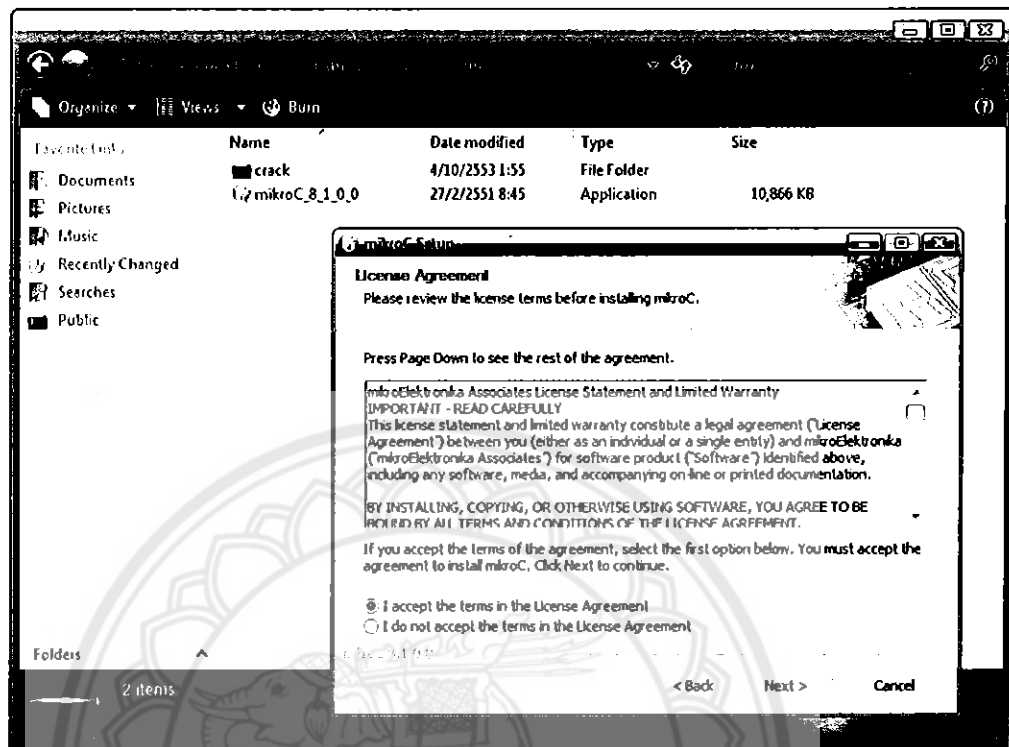 Organize Views Burn
Favorite Links
Documents
Pictures
Music
Recently Changed
Searches
Public
Folders
2 items
Name Date modified Type Size
crack 4/10/2553 1:55 File Folder
mikroC_8_1_0_0 27/2/2551 8:45 Application 10,866 KB
mikroC Setup
License Agreement
Please review the license terms before installing mikroC.
Press Page Down to see the rest of the agreement.
mikroElektronika Associates License Statement and Limited Warranty
IMPORTANT - READ CAREFULLY
This license statement and limited warranty constitute a legal agreement ("License
Agreement") between you (either as an individual or a single entity) and mikroElektronika
("mikroElektronika Associates") for software product ("Software") identified above,
including any software, media, and accompanying on-line or printed documentation.
BY INSTALLING, COPYING, OR OTHERWISE USING SOFTWARE, YOU AGREE TO BE
BOUND BY ALL TERMS AND CONDITIONS OF THE LICENSE AGREEMENT.
If you accept the terms of the agreement, select the first option below. You must accept the
agreement to install mikroC. Click Next to continue.
I accept the terms in the License Agreement
I do not accept the terms in the License Agreement
< Back Next > Cancel